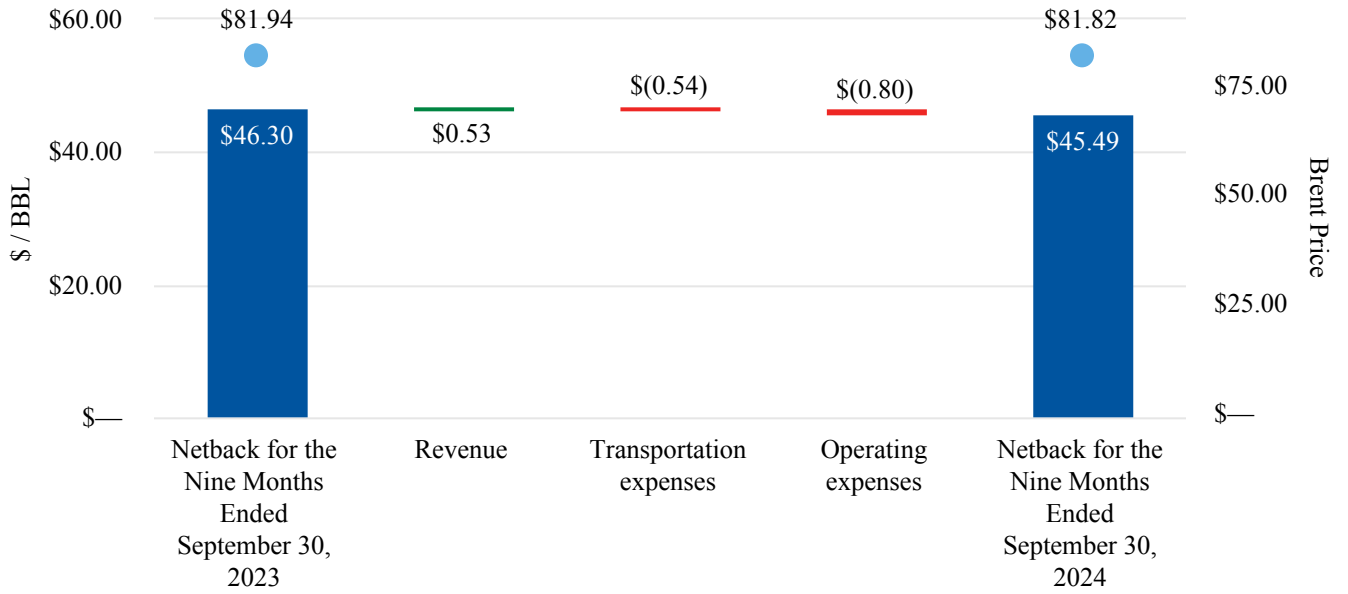 $60.00
$40.00
$20.00
$—
$ / BBL
$81.94
$46.30
$0.53
$(0.54)
$(0.80)
$81.82
$45.49
$75.00
$50.00
$25.00
$—
Brent Price
Netback for the
Nine Months
Ended
September 30,
2023
Revenue
Transportation
expenses
Operating
expenses
Netback for the
Nine Months
Ended
September 30,
2024